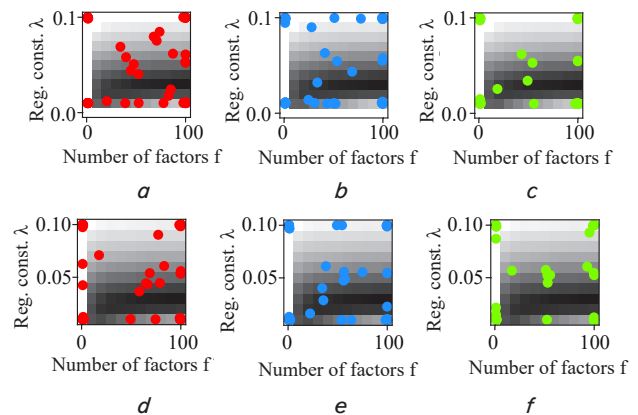 Reg. const. λ
0.1
0.0
0
100
Number of factors f
a
Reg. const. λ
0.1
0.0
0
100
Number of factors f
b
Reg. const. λ
0.1
0.0
0
100
Number of factors f
c
Reg. const. λ
0.10
0.05
0
100
Number of factors f
d
Reg. const. λ
0.10
0.05
0
100
Number of factors f
e
Reg. const. λ
0.10
0.05
0
100
Number of factors f
f